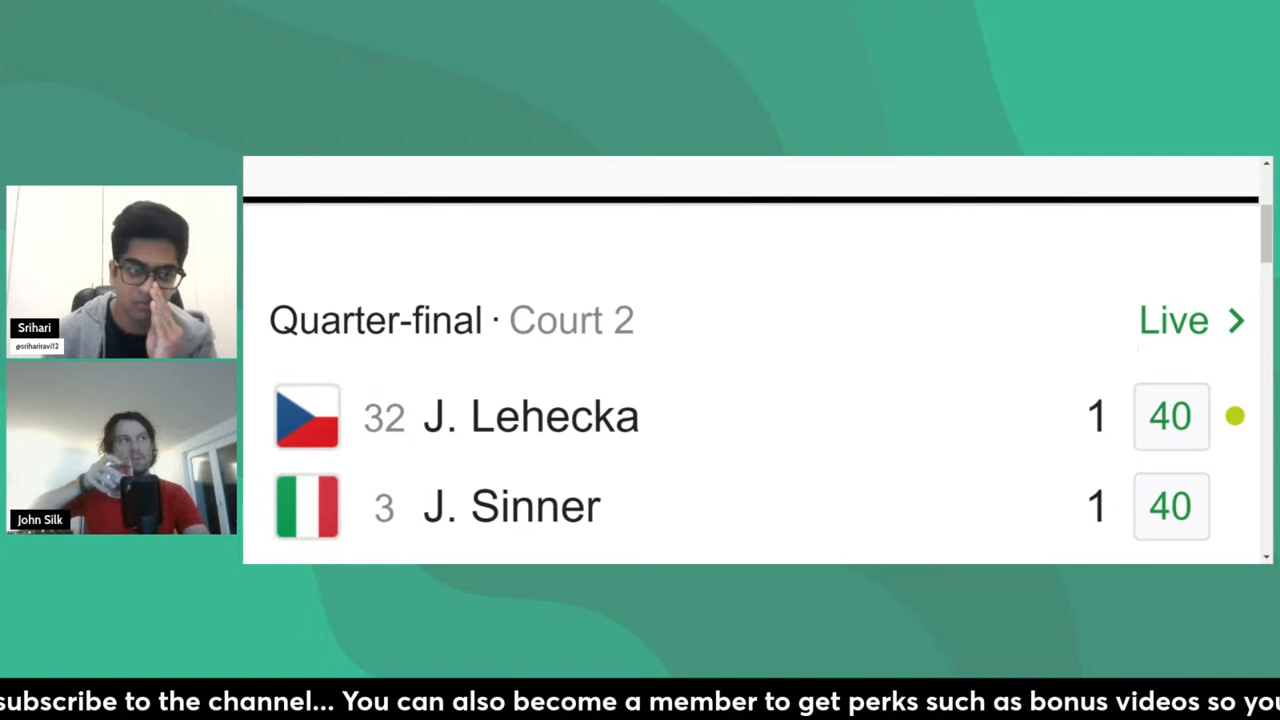 Srihari
@srihariravi12
John Silk
Quarter-final · Court 2
Live >
32 J. Lehecka 1 40
3 J. Sinner 1 40
subscribe to the channel... You can also become a member to get perks such as bonus videos so you